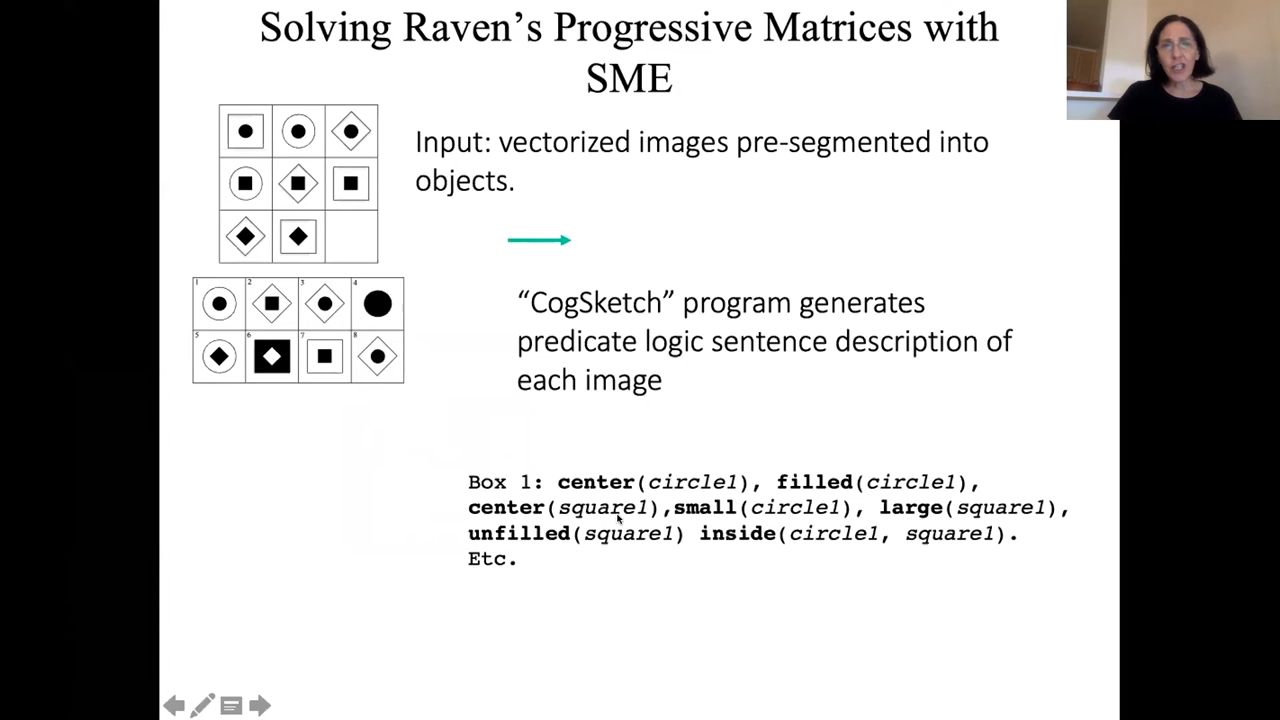 Solving Raven's Progressive Matrices with
SME
Input: vectorized images pre-segmented into
objects.
1 2 3 4
5 6 7 8
“CogSketch” program generates
predicate logic sentence description of
each image
Box 1: center(circle1), filled(circle1),
center(square1),small(circle1), large(square1),
unfilled(square1) inside(circle1, square1).
Etc.